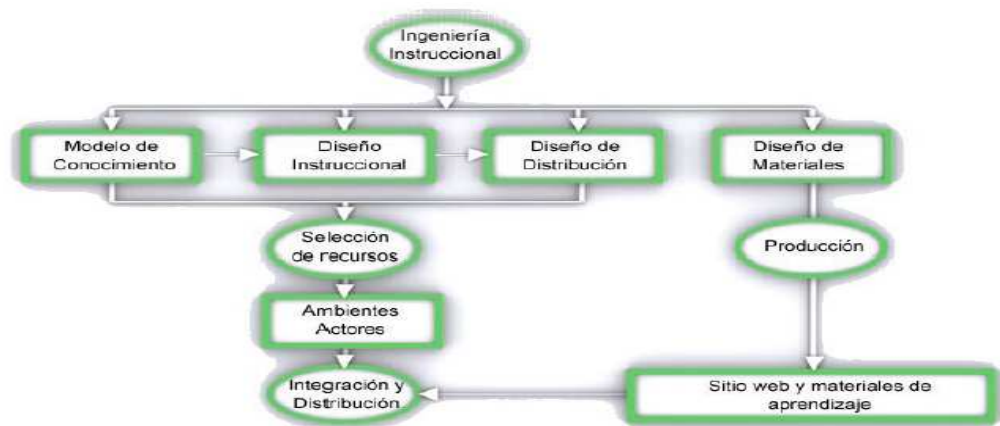 Ingeniería
Instruccional
Modelo de
Conocimiento
Diseño
Instruccional
Diseño de
Distribución
Diseño de
Materiales
Selección
de recursos
Producción
Ambientes
Actores
Integración y
Distribución
Sitio web y materiales de
aprendizaje